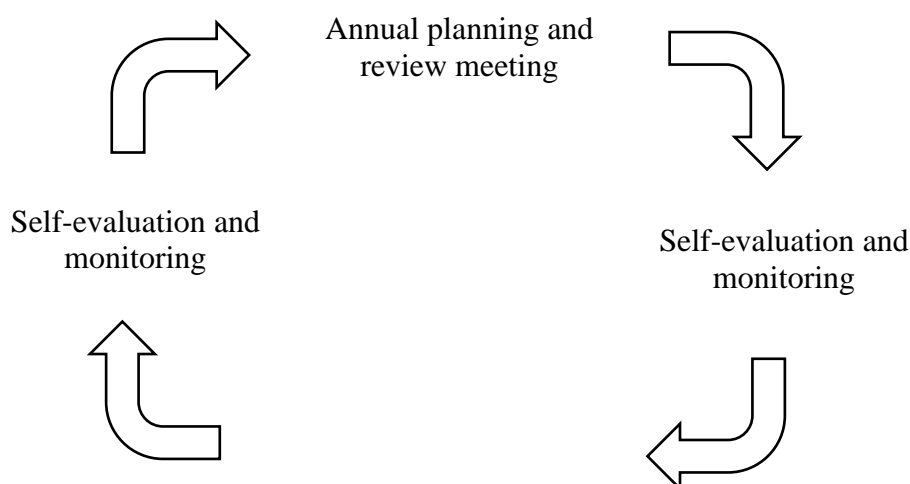 Annual planning and
review meeting
Self-evaluation and
monitoring
Self-evaluation and
monitoring